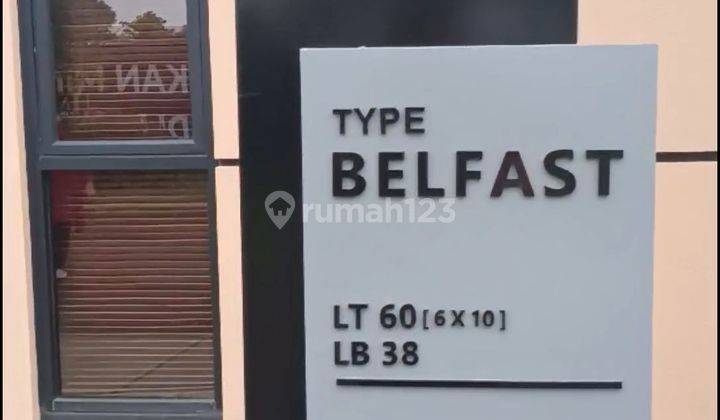 TYPE
BELFAST
rumah123
LT 60 [ 6 X 10 ]
LB 38